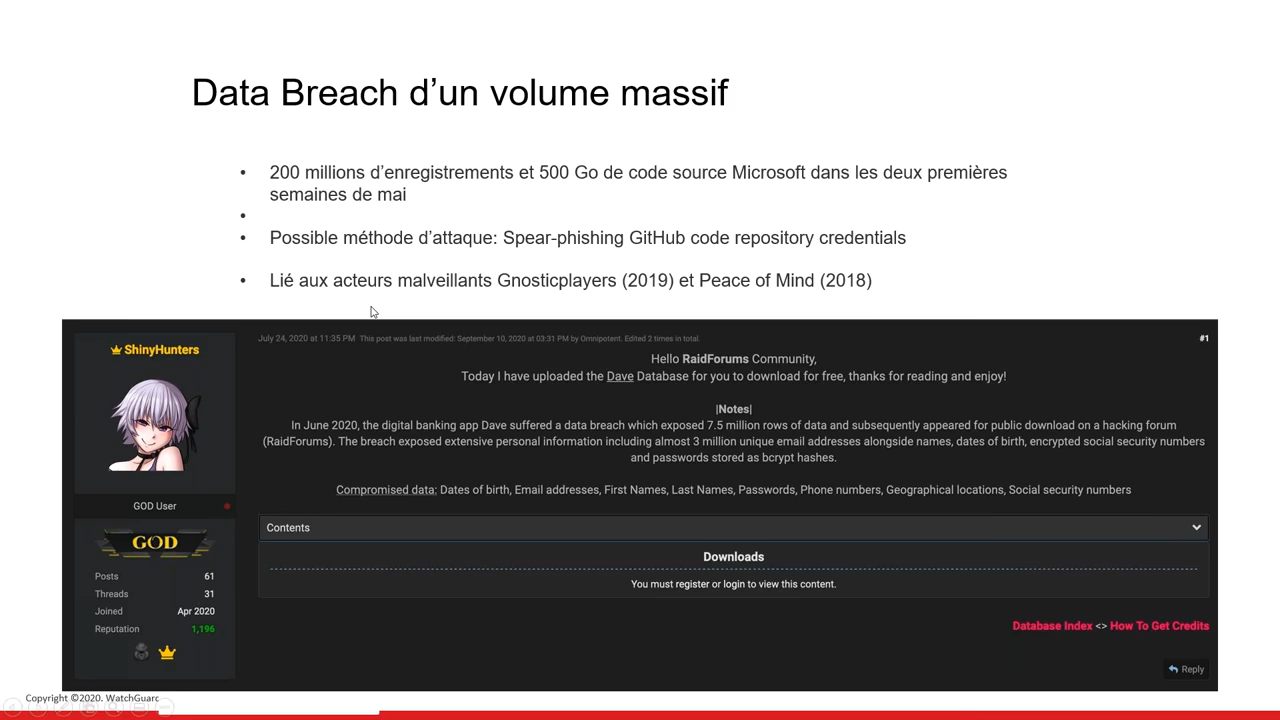 Data Breach d’un volume massif
• 200 millions d’enregistrements et 500 Go de code source Microsoft dans les deux premières
semaines de mai
•
• Possible méthode d’attaque: Spear-phishing GitHub code repository credentials
• Lié aux acteurs malveillants Gnosticplayers (2019) et Peace of Mind (2018)
ShinyHunters
GOD User
GOD
Posts 61
Threads 31
Joined Apr 2020
Reputation 1,196
July 24, 2020 at 11:35 PM This post was last modified: September 10, 2020 at 03:31 PM by Omnipotent. Edited 2 times in total. #1
Hello RaidForums Community,
Today I have uploaded the Dave Database for you to download for free, thanks for reading and enjoy!
|Notes|
In June 2020, the digital banking app Dave suffered a data breach which exposed 7.5 million rows of data and subsequently appeared for public download on a hacking forum
(RaidForums). The breach exposed extensive personal information including almost 3 million unique email addresses alongside names, dates of birth, encrypted social security numbers
and passwords stored as bcrypt hashes.
Compromised data: Dates of birth, Email addresses, First Names, Last Names, Passwords, Phone numbers, Geographical locations, Social security numbers
Contents
Downloads
You must register or login to view this content.
Database Index <> How To Get Credits
Reply
Copyright ©2020. WatchGuard